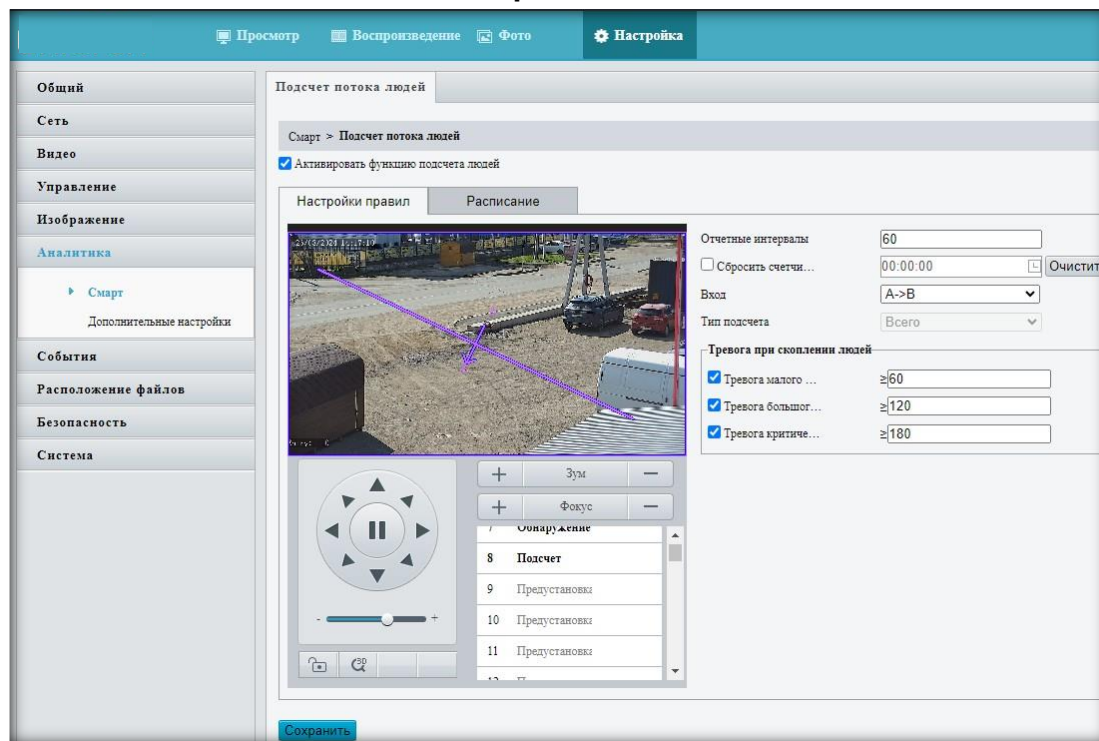 Просмотр Воспроизведение Фото Настройка
Общий
Сеть
Видео
Управление
Изображение
Аналитика
Смарт
Дополнительные настройки
События
Расположение файлов
Безопасность
Система
Подсчет потока людей
Смарт > Подсчет потока людей
Активировать функцию подсчета людей
Настройки правил Расписание
Отчетные интервалы 60
Сбросить счетчи... 00:00:00 Очистит
Вход A->B
Тип подсчета Всего
Тревога при скоплении людей
Тревога малого ... ≥60
Тревога большог... ≥120
Тревога критиче... ≥180
+ Зум −
+ Фокус −
7 Обнаружение
8 Подсчет
9 Предустановка
10 Предустановка
11 Предустановка
- +
3D
Сохранить